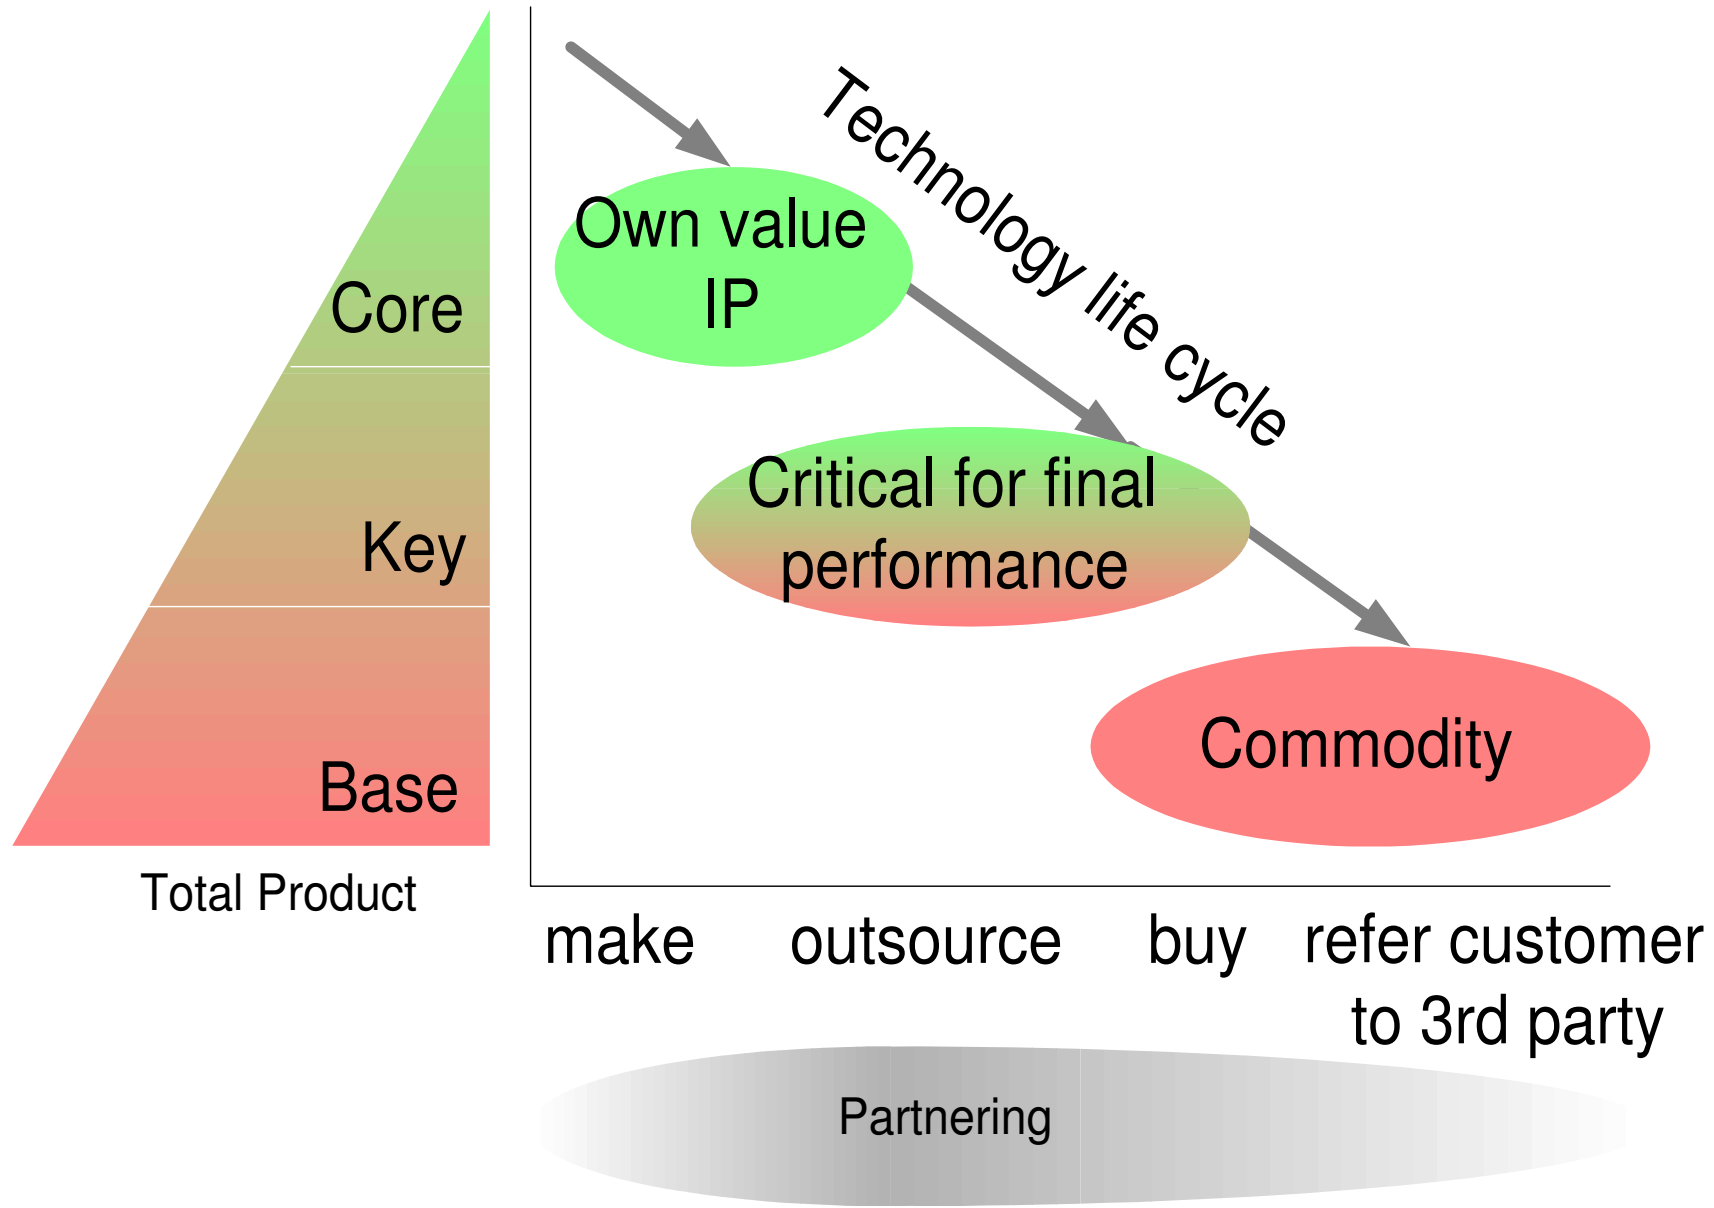 Core
Key
Base
Total Product
Technology life cycle
Own value
IP
Critical for final
performance
Commodity
make
outsource
buy
refer customer
to 3rd party
Partnering